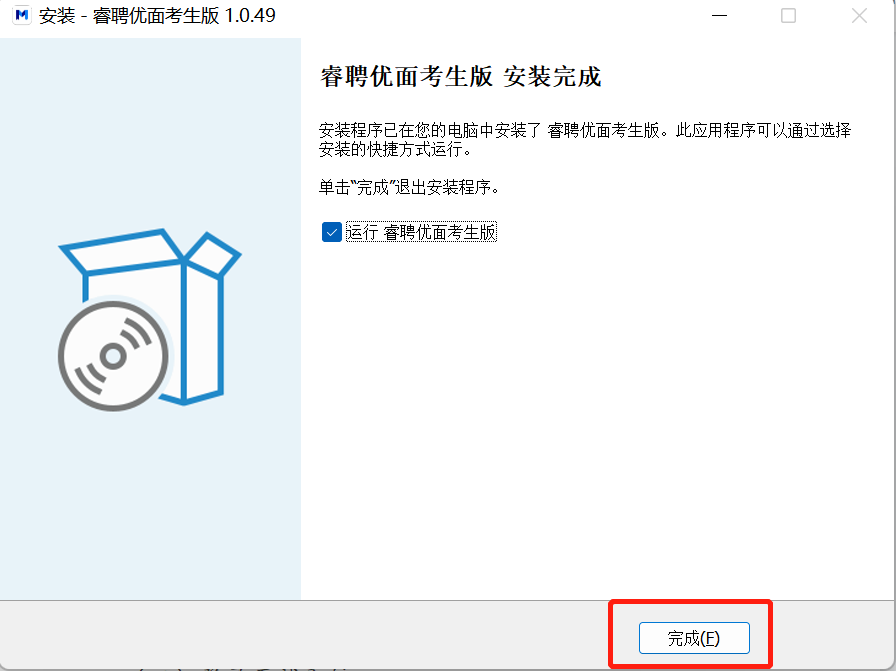 安装 - 睿聘优面考生版 1.0.49
睿聘优面考生版 安装完成
安装程序已在您的电脑中安装了 睿聘优面考生版。此应用程序可以通过选择
安装的快捷方式运行。
单击“完成”退出安装程序。
运行 睿聘优面考生版
完成(F)